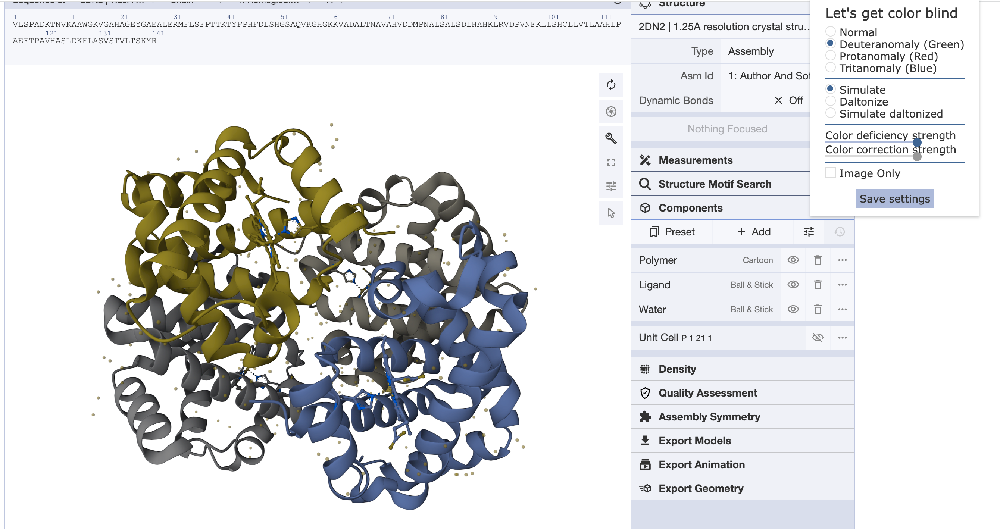 Structure
1 11 21 31 41 51 61 71 81 91 101 111
VLSPADKTNVKAAWGKVGAHAGEYGAEALERMFLSFPTTKTYFPHFDLSHGSAQVKGHGKKVADALTNAVAHVDDMPNALSALSDLHAHKLRVDPVNFKLLSHCLLVTLAAHLP
121 131 141
AEFTPAVHASLDKFLASVSTVLTSKYR
2DN2 | 1.25A resolution crystal stru...
Type Assembly
Asm Id 1: Author And Sof
Dynamic Bonds Off
Nothing Focused
Measurements
Structure Motif Search
Components
Preset + Add
Polymer Cartoon
Ligand Ball & Stick
Water Ball & Stick
Unit Cell P 1 21 1
Density
Quality Assessment
Assembly Symmetry
Export Models
Export Animation
Export Geometry
Let's get color blind
Normal
Deuteranomaly (Green)
Protanomaly (Red)
Tritanomaly (Blue)
Simulate
Daltonize
Simulate daltonized
Color deficiency strength
Color correction strength
Image Only
Save settings